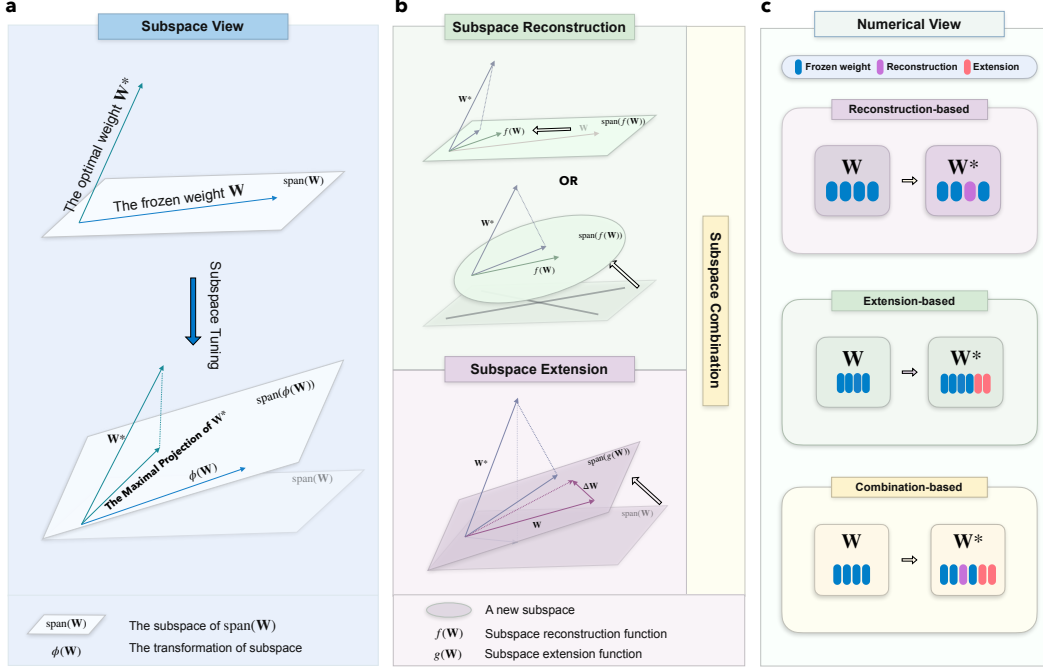 a
Subspace View
The optimal weight W*
The frozen weight W
span(W)
Subspace Tuning
span(ϕ(W))
W*
The Maximal Projection of W*
ϕ(W)
span(W)
span(W)
The subspace of span(W)
ϕ(W)
The transformation of subspace
b
Subspace Reconstruction
W*
f(W)
W
span(f(W))
OR
W*
span(f(W))
f(W)
Subspace Extension
W*
span(g(W))
ΔW
W
span(W)
Subspace Combination
A new subspace
f(W)
Subspace reconstruction function
g(W)
Subspace extension function
c
Numerical View
Frozen weight Reconstruction Extension
Reconstruction-based
W
W*
Extension-based
W
W*
Combination-based
W
W*